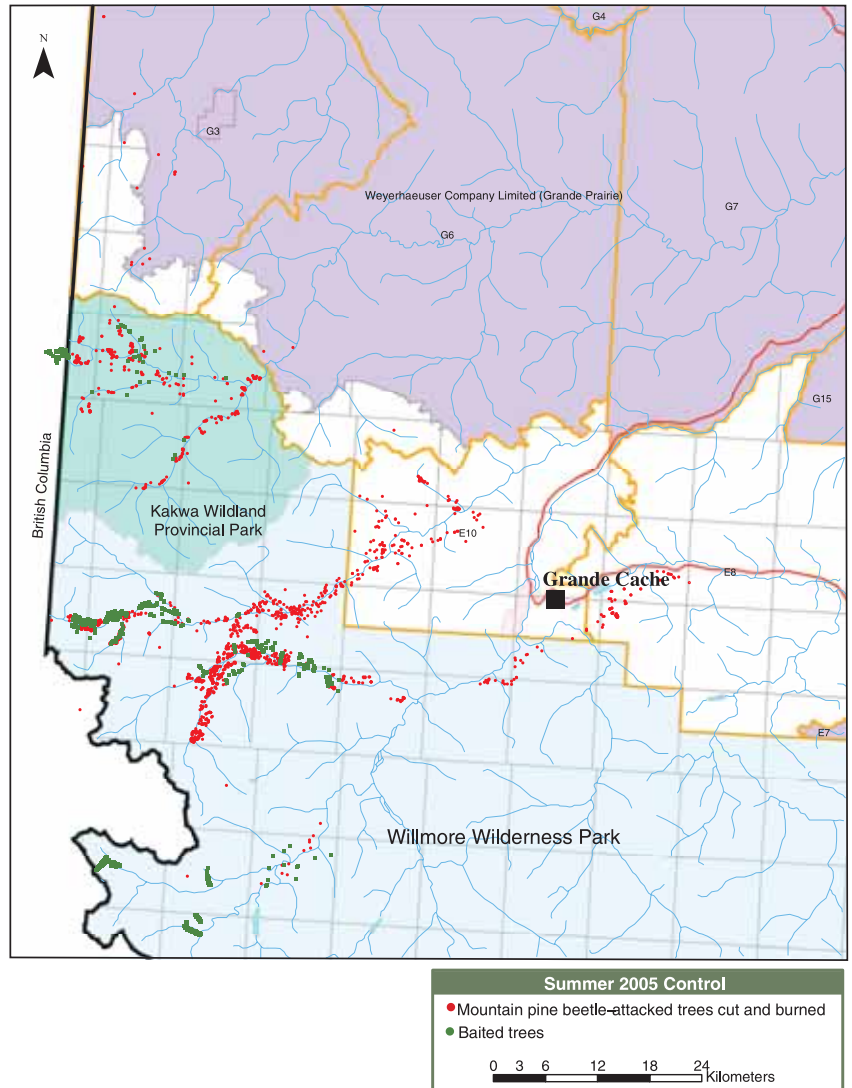 G4
N
G3
Weyerhaeuser Company Limited (Grande Prairie)
G7
G6
G15
British Columbia
Kakwa Wildland
Provincial Park
E10
Grande Cache
E8
E7
Willmore Wilderness Park
Summer 2005 Control
Mountain pine beetle–attacked trees cut and burned
Baited trees
0 3 6 12 18 24
Kilometers